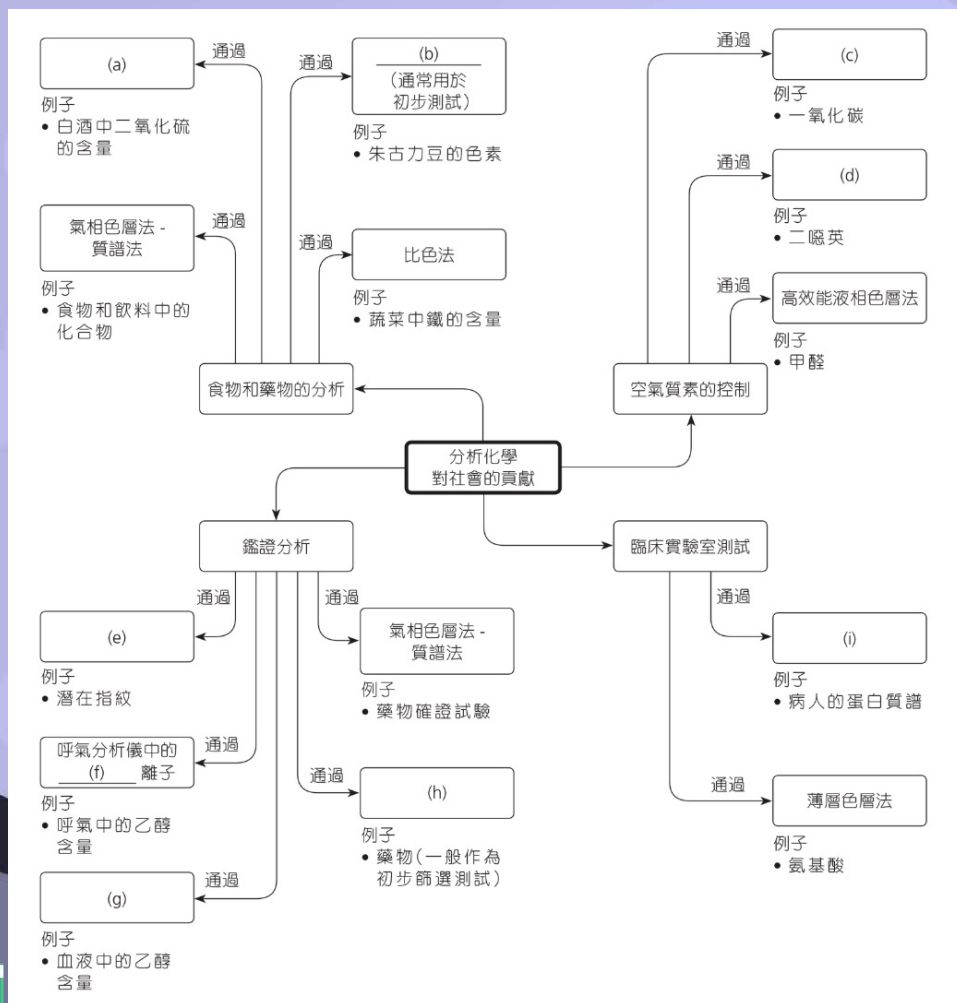 通過
(a)
例子
• 白酒中二氧化硫
的含量
通過
(b)
(通常用於
初步測試)
例子
• 朱古力豆的色素
通過
(c)
例子
• 一氧化碳
通過
(d)
例子
• 二噁英
通過
氣相色層法 -
質譜法
例子
• 食物和飲料中的
化合物
通過
比色法
例子
• 蔬菜中鐵的含量
通過
高效能液相色層法
例子
• 甲醛
食物和藥物的分析
空氣質素的控制
分析化學
對社會的貢獻
鑑證分析
臨床實驗室測試
通過
(e)
例子
• 潛在指紋
通過
氣相色層法 -
質譜法
例子
• 藥物確證試驗
通過
呼氣分析儀中的
(f) 離子
例子
• 呼氣中的乙醇
含量
通過
(h)
例子
• 藥物(一般作為
初步篩選測試)
通過
(g)
例子
• 血液中的乙醇
含量
通過
(i)
例子
• 病人的蛋白質譜
通過
薄層色層法
例子
• 氨基酸